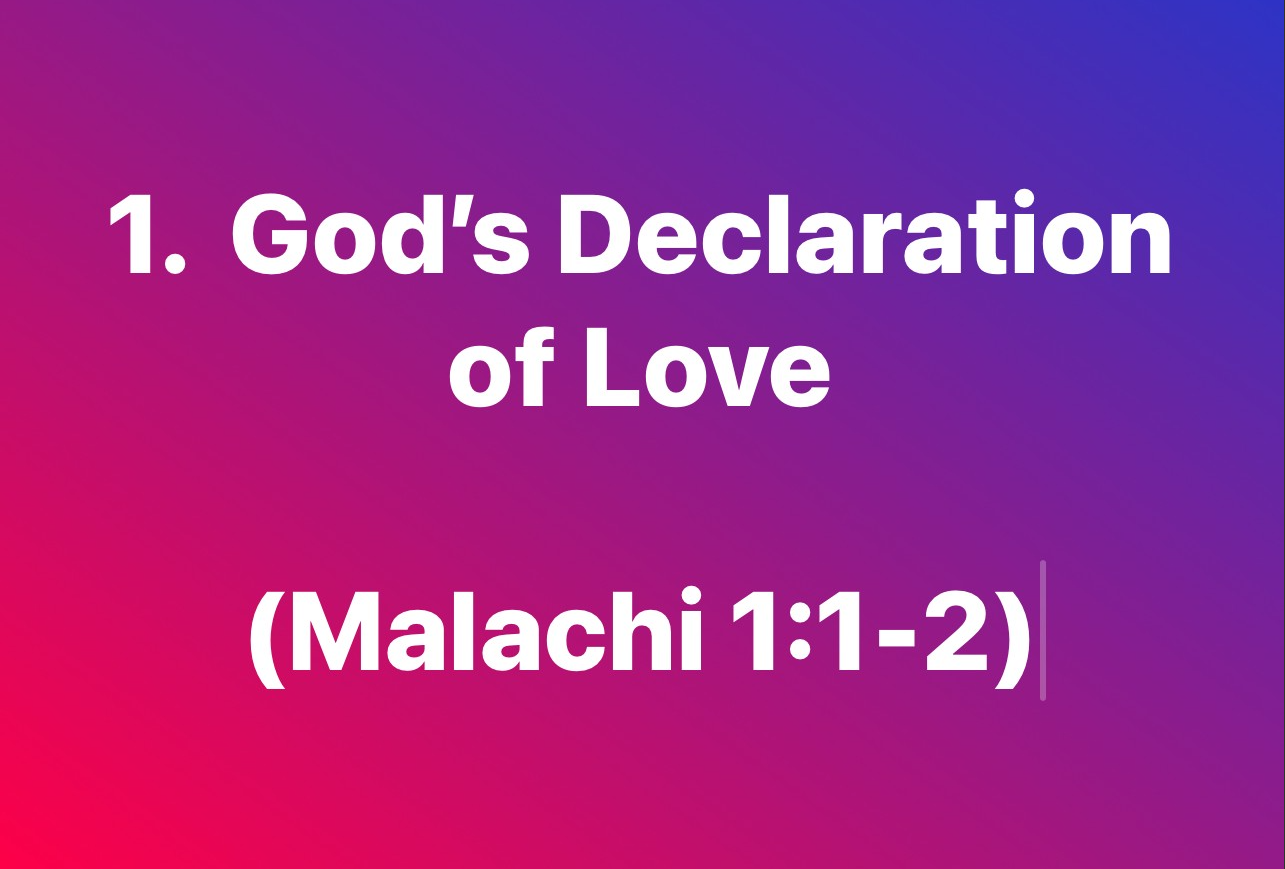 1. God’s Declaration
of Love
(Malachi 1:1-2)